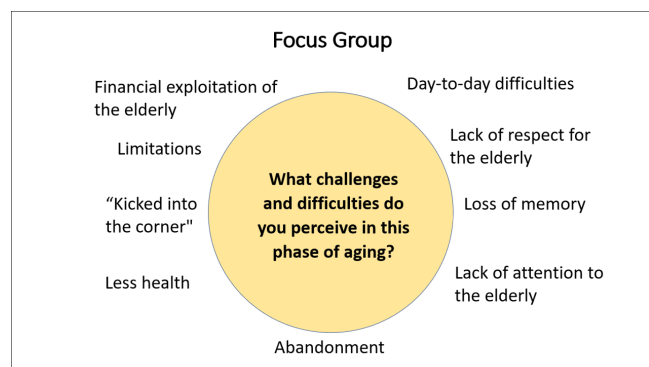 Focus Group
Financial exploitation of
the elderly
Day-to-day difficulties
Limitations
Lack of respect for
the elderly
What challenges
and difficulties do
you perceive in this
phase of aging?
“Kicked into
the corner"
Loss of memory
Less health
Lack of attention to
the elderly
Abandonment